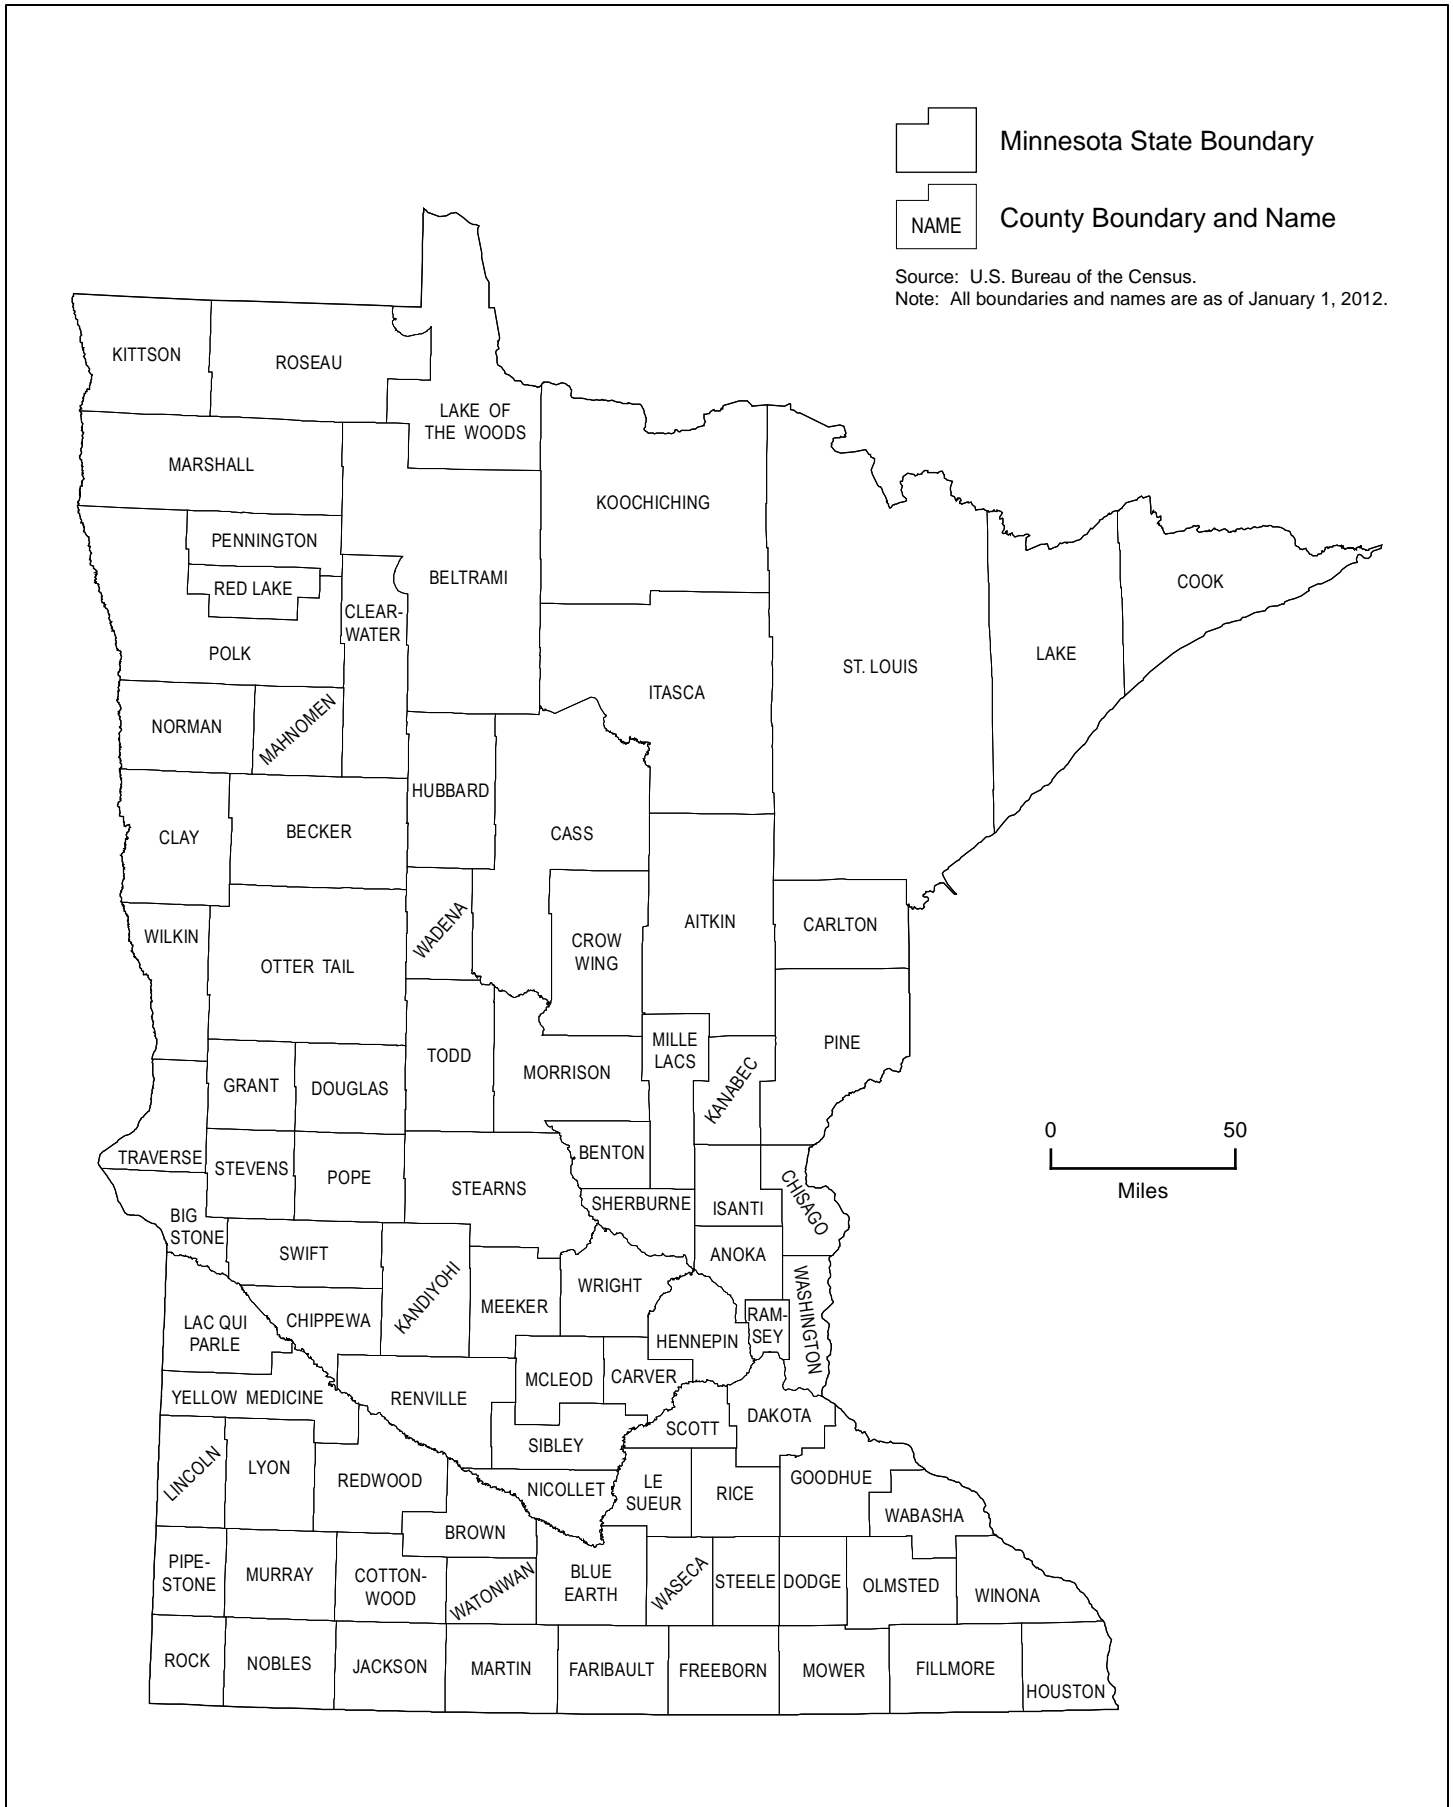 Minnesota State Boundary
NAME
County Boundary and Name
Source: U.S. Bureau of the Census.
Note: All boundaries and names are as of January 1, 2012.
KITTSON
ROSEAU
LAKE OF
THE WOODS
MARSHALL
KOOCHICHING
PENNINGTON
RED LAKE
BELTRAMI
CLEAR-
WATER
COOK
POLK
ST. LOUIS
LAKE
ITASCA
NORMAN
MAHNOMEN
HUBBARD
CASS
CLAY
BECKER
WILKIN
OTTER TAIL
WADENA
CROW
WING
AITKIN
CARLTON
TODD
MORRISON
MILLE
LACS
KANABEC
PINE
GRANT
DOUGLAS
0 50
Miles
TRAVERSE
STEVENS
POPE
STEARNS
BENTON
SHERBURNE
ISANTI
CHISAGO
BIG
STONE
SWIFT
KANDIYOHI
MEEKER
WRIGHT
ANOKA
WASHINGTON
LAC QUI
PARLE
CHIPPEWA
HENNEPIN
RAM-
SEY
YELLOW MEDICINE
RENVILLE
MCLEOD
CARVER
SCOTT
DAKOTA
LINCOLN
LYON
REDWOOD
SIBLEY
NICOLLET
LE
SUEUR
RICE
GOODHUE
WABASHA
BROWN
PIPE-
STONE
MURRAY
COTTON-
WOOD
WATONWAN
BLUE
EARTH
WASECA
STEELE
DODGE
OLMSTED
WINONA
ROCK
NOBLES
JACKSON
MARTIN
FARIBAULT
FREEBORN
MOWER
FILLMORE
HOUSTON